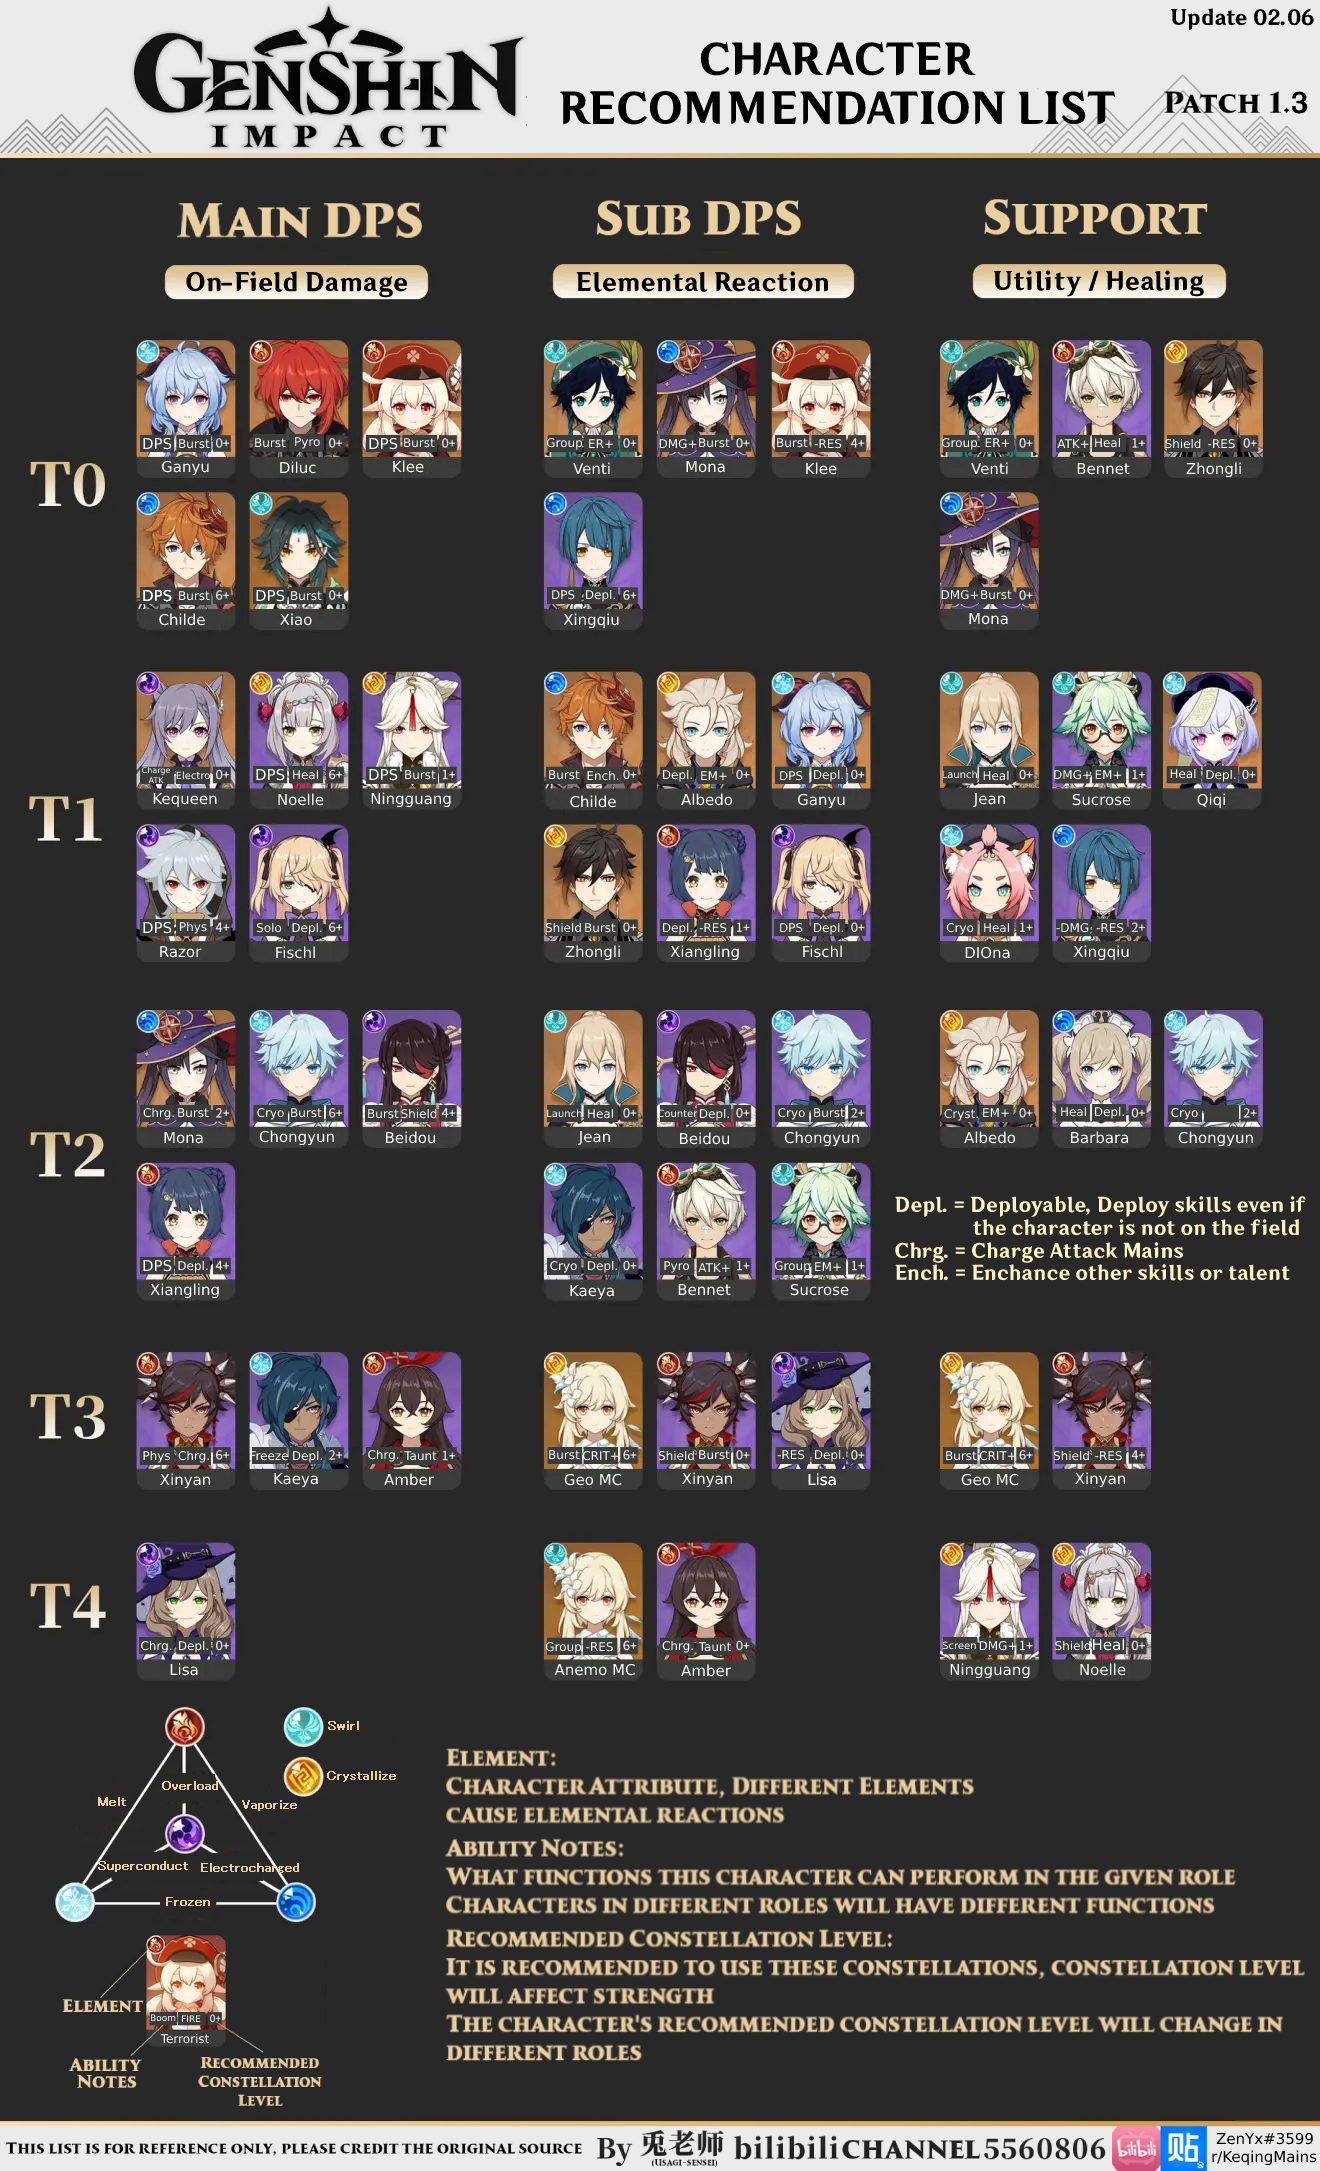 Update 02.06
GENSHIN
IMPACT
CHARACTER
RECOMMENDATION LIST
PATCH 1.3
MAIN DPS
SUB DPS
SUPPORT
On-Field Damage
Elemental Reaction
Utility / Healing
T0
DPS Burst 0+
Ganyu
Burst Pyro 0+
Diluc
DPS Burst 0+
Klee
Group ER+ 0+
Venti
DMG+ Burst 0+
Mona
Burst -RES 4+
Klee
Group ER+ 0+
Venti
ATK+ Heal 1+
Bennet
Shield -RES 0+
Zhongli
DPS Burst 6+
Childe
DPS Burst 0+
Xiao
DPS Depl. 6+
Xingqiu
DMG+ Burst 0+
Mona
T1
Charge ATK Electro 0+
Kequeen
DPS Heal 6+
Noelle
DPS Burst 1+
Ningguang
Burst Ench. 0+
Childe
Depl. EM+ 0+
Albedo
DPS Depl. 0+
Ganyu
Launch Heal 0+
Jean
DMG+ EM+ 1+
Sucrose
Heal Depl. 0+
Qiqi
DPS Phys 4+
Razor
Solo Depl. 6+
Fischl
Shield Burst 0+
Zhongli
Depl. -RES 1+
Xiangling
DPS Depl. 0+
Fischl
Cryo Heal 1+
DIOna
-DMG -RES 2+
Xingqiu
T2
Chrg. Burst 2+
Mona
Cryo Burst 6+
Chongyun
Burst Shield 4+
Beidou
Launch Heal 0+
Jean
Counter Depl. 0+
Beidou
Cryo Burst 2+
Chongyun
Cryst. EM+ 0+
Albedo
Heal Depl. 0+
Barbara
Cryo 2+
Chongyun
DPS Depl. 4+
Xiangling
Cryo Depl. 0+
Kaeya
Pyro ATK+ 1+
Bennet
Group EM+ 1+
Sucrose
Depl. = Deployable, Deploy skills even if
the character is not on the field
Chrg. = Charge Attack Mains
Ench. = Enchance other skills or talent
T3
Phys Chrg. 6+
Xinyan
Freeze Depl. 2+
Kaeya
Chrg. Taunt 1+
Amber
Burst CRIT+ 6+
Geo MC
Shield Burst 0+
Xinyan
-RES Depl. 0+
Lisa
Burst CRIT+ 6+
Geo MC
Shield -RES 4+
Xinyan
T4
Chrg. Depl. 0+
Lisa
Group -RES 6+
Anemo MC
Chrg. Taunt 0+
Amber
Screen DMG+ 1+
Ningguang
Shield Heal 0+
Noelle
Swirl
Crystallize
Overload
Melt
Vaporize
Superconduct
Electrocharged
Frozen
ELEMENT
Boom FIRE 0+
Terrorist
ABILITY
NOTES
RECOMMENDED
CONSTELLATION
LEVEL
ELEMENT:
CHARACTER ATTRIBUTE, DIFFERENT ELEMENTS
CAUSE ELEMENTAL REACTIONS
ABILITY NOTES:
WHAT FUNCTIONS THIS CHARACTER CAN PERFORM IN THE GIVEN ROLE
CHARACTERS IN DIFFERENT ROLES WILL HAVE DIFFERENT FUNCTIONS
RECOMMENDED CONSTELLATION LEVEL:
IT IS RECOMMENDED TO USE THESE CONSTELLATIONS, CONSTELLATION LEVEL
WILL AFFECT STRENGTH
THE CHARACTER'S RECOMMENDED CONSTELLATION LEVEL WILL CHANGE IN
DIFFERENT ROLES
THIS LIST IS FOR REFERENCE ONLY, PLEASE CREDIT THE ORIGINAL SOURCE
By 兎老师
(USAGI-SENSEI)
bilibili CHANNEL 5560806
bilibili
贴
ZenYx#3599
r/KeqingMains